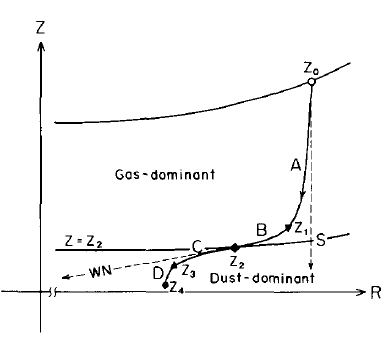 Z
Z₀
A
Gas-dominant
B
Z₁
Z=Z₂
C
Z₂
S
WN
D
Z₃
Dust-dominant
Z₄
R